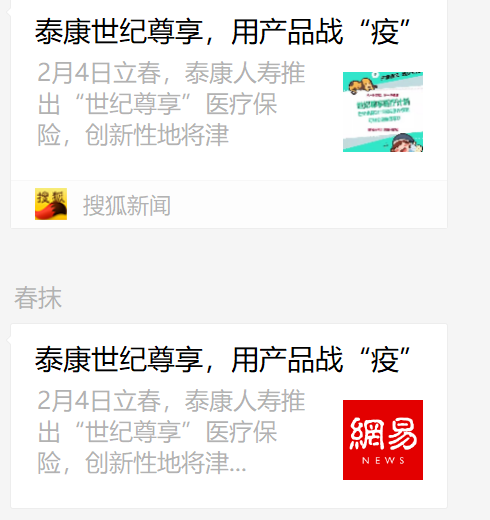 泰康世纪尊享，用产品战“疫”
2月4日立春，泰康人寿推
出“世纪尊享”医疗保
险，创新性地将津
搜狐
搜狐新闻
春抹
泰康世纪尊享，用产品战“疫”
2月4日立春，泰康人寿推
出“世纪尊享”医疗保
险，创新性地将津...
網易
NEWS